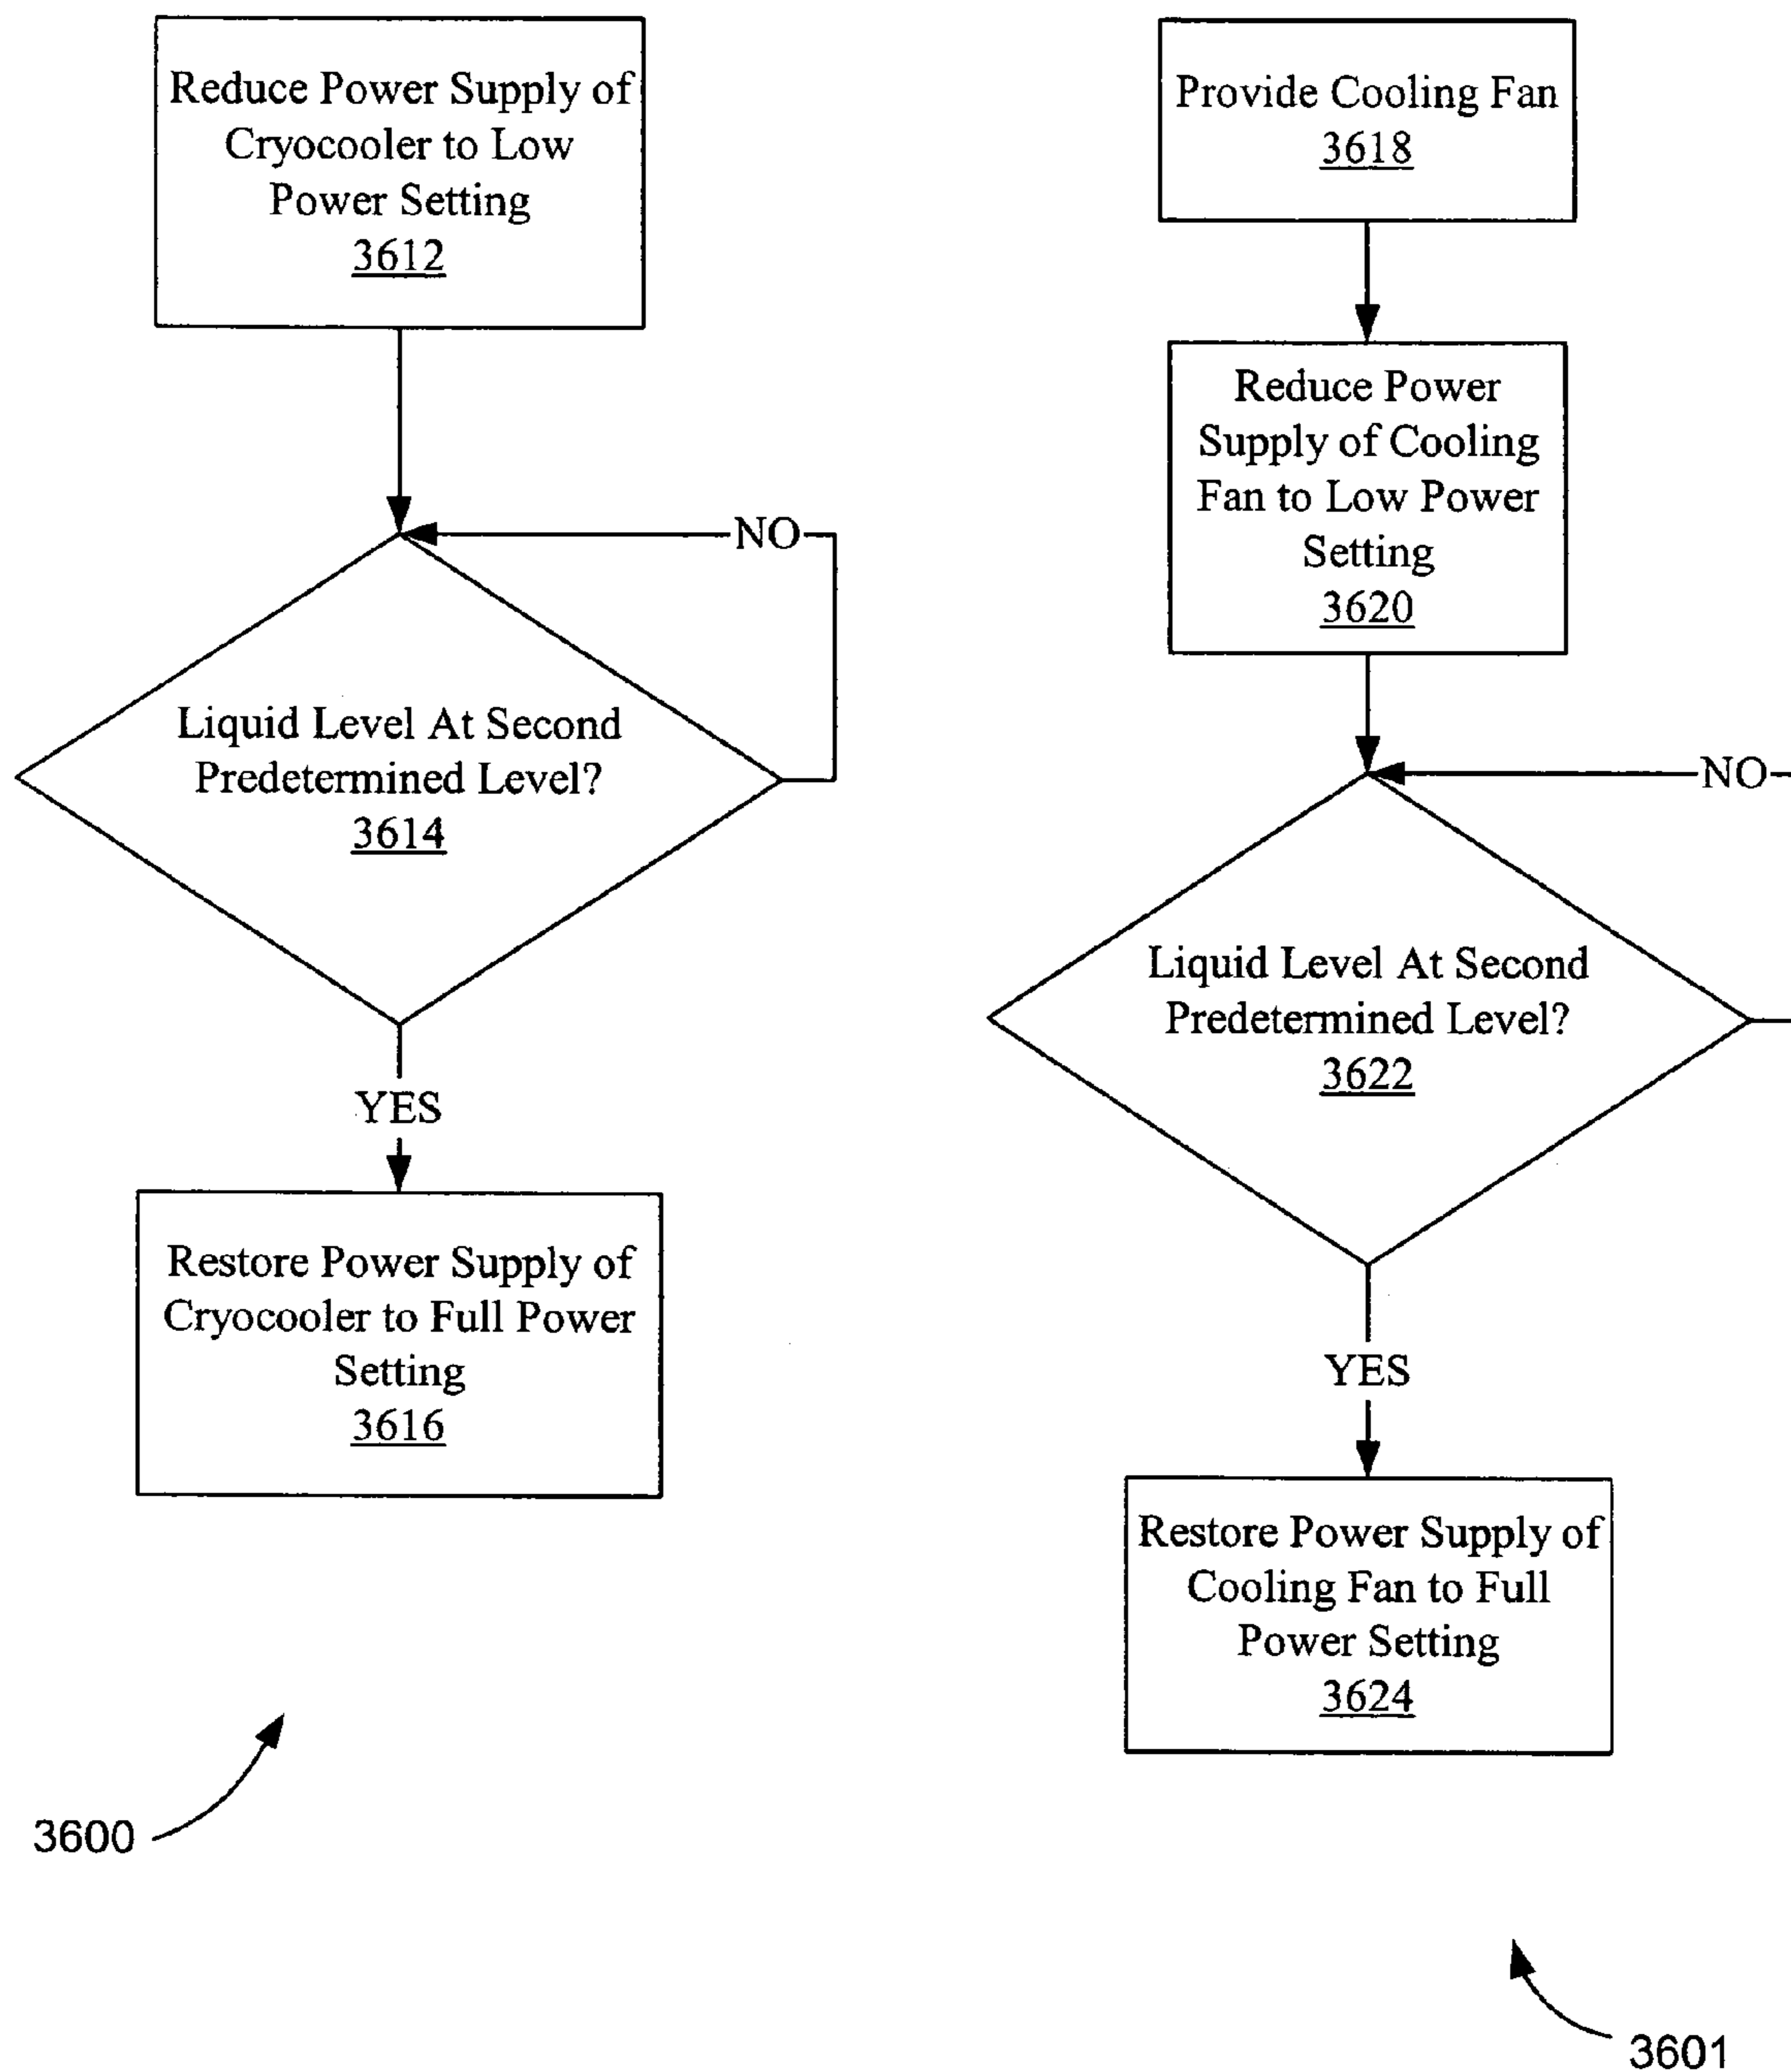 Reduce Power Supply of
Cryocooler to Low
Power Setting
3612
NO
Liquid Level At Second
Predetermined Level?
3614
YES
Restore Power Supply of
Cryocooler to Full Power
Setting
3616
3600
Provide Cooling Fan
3618
Reduce Power
Supply of Cooling
Fan to Low Power
Setting
3620
NO
Liquid Level At Second
Predetermined Level?
3622
YES
Restore Power Supply of
Cooling Fan to Full
Power Setting
3624
3601